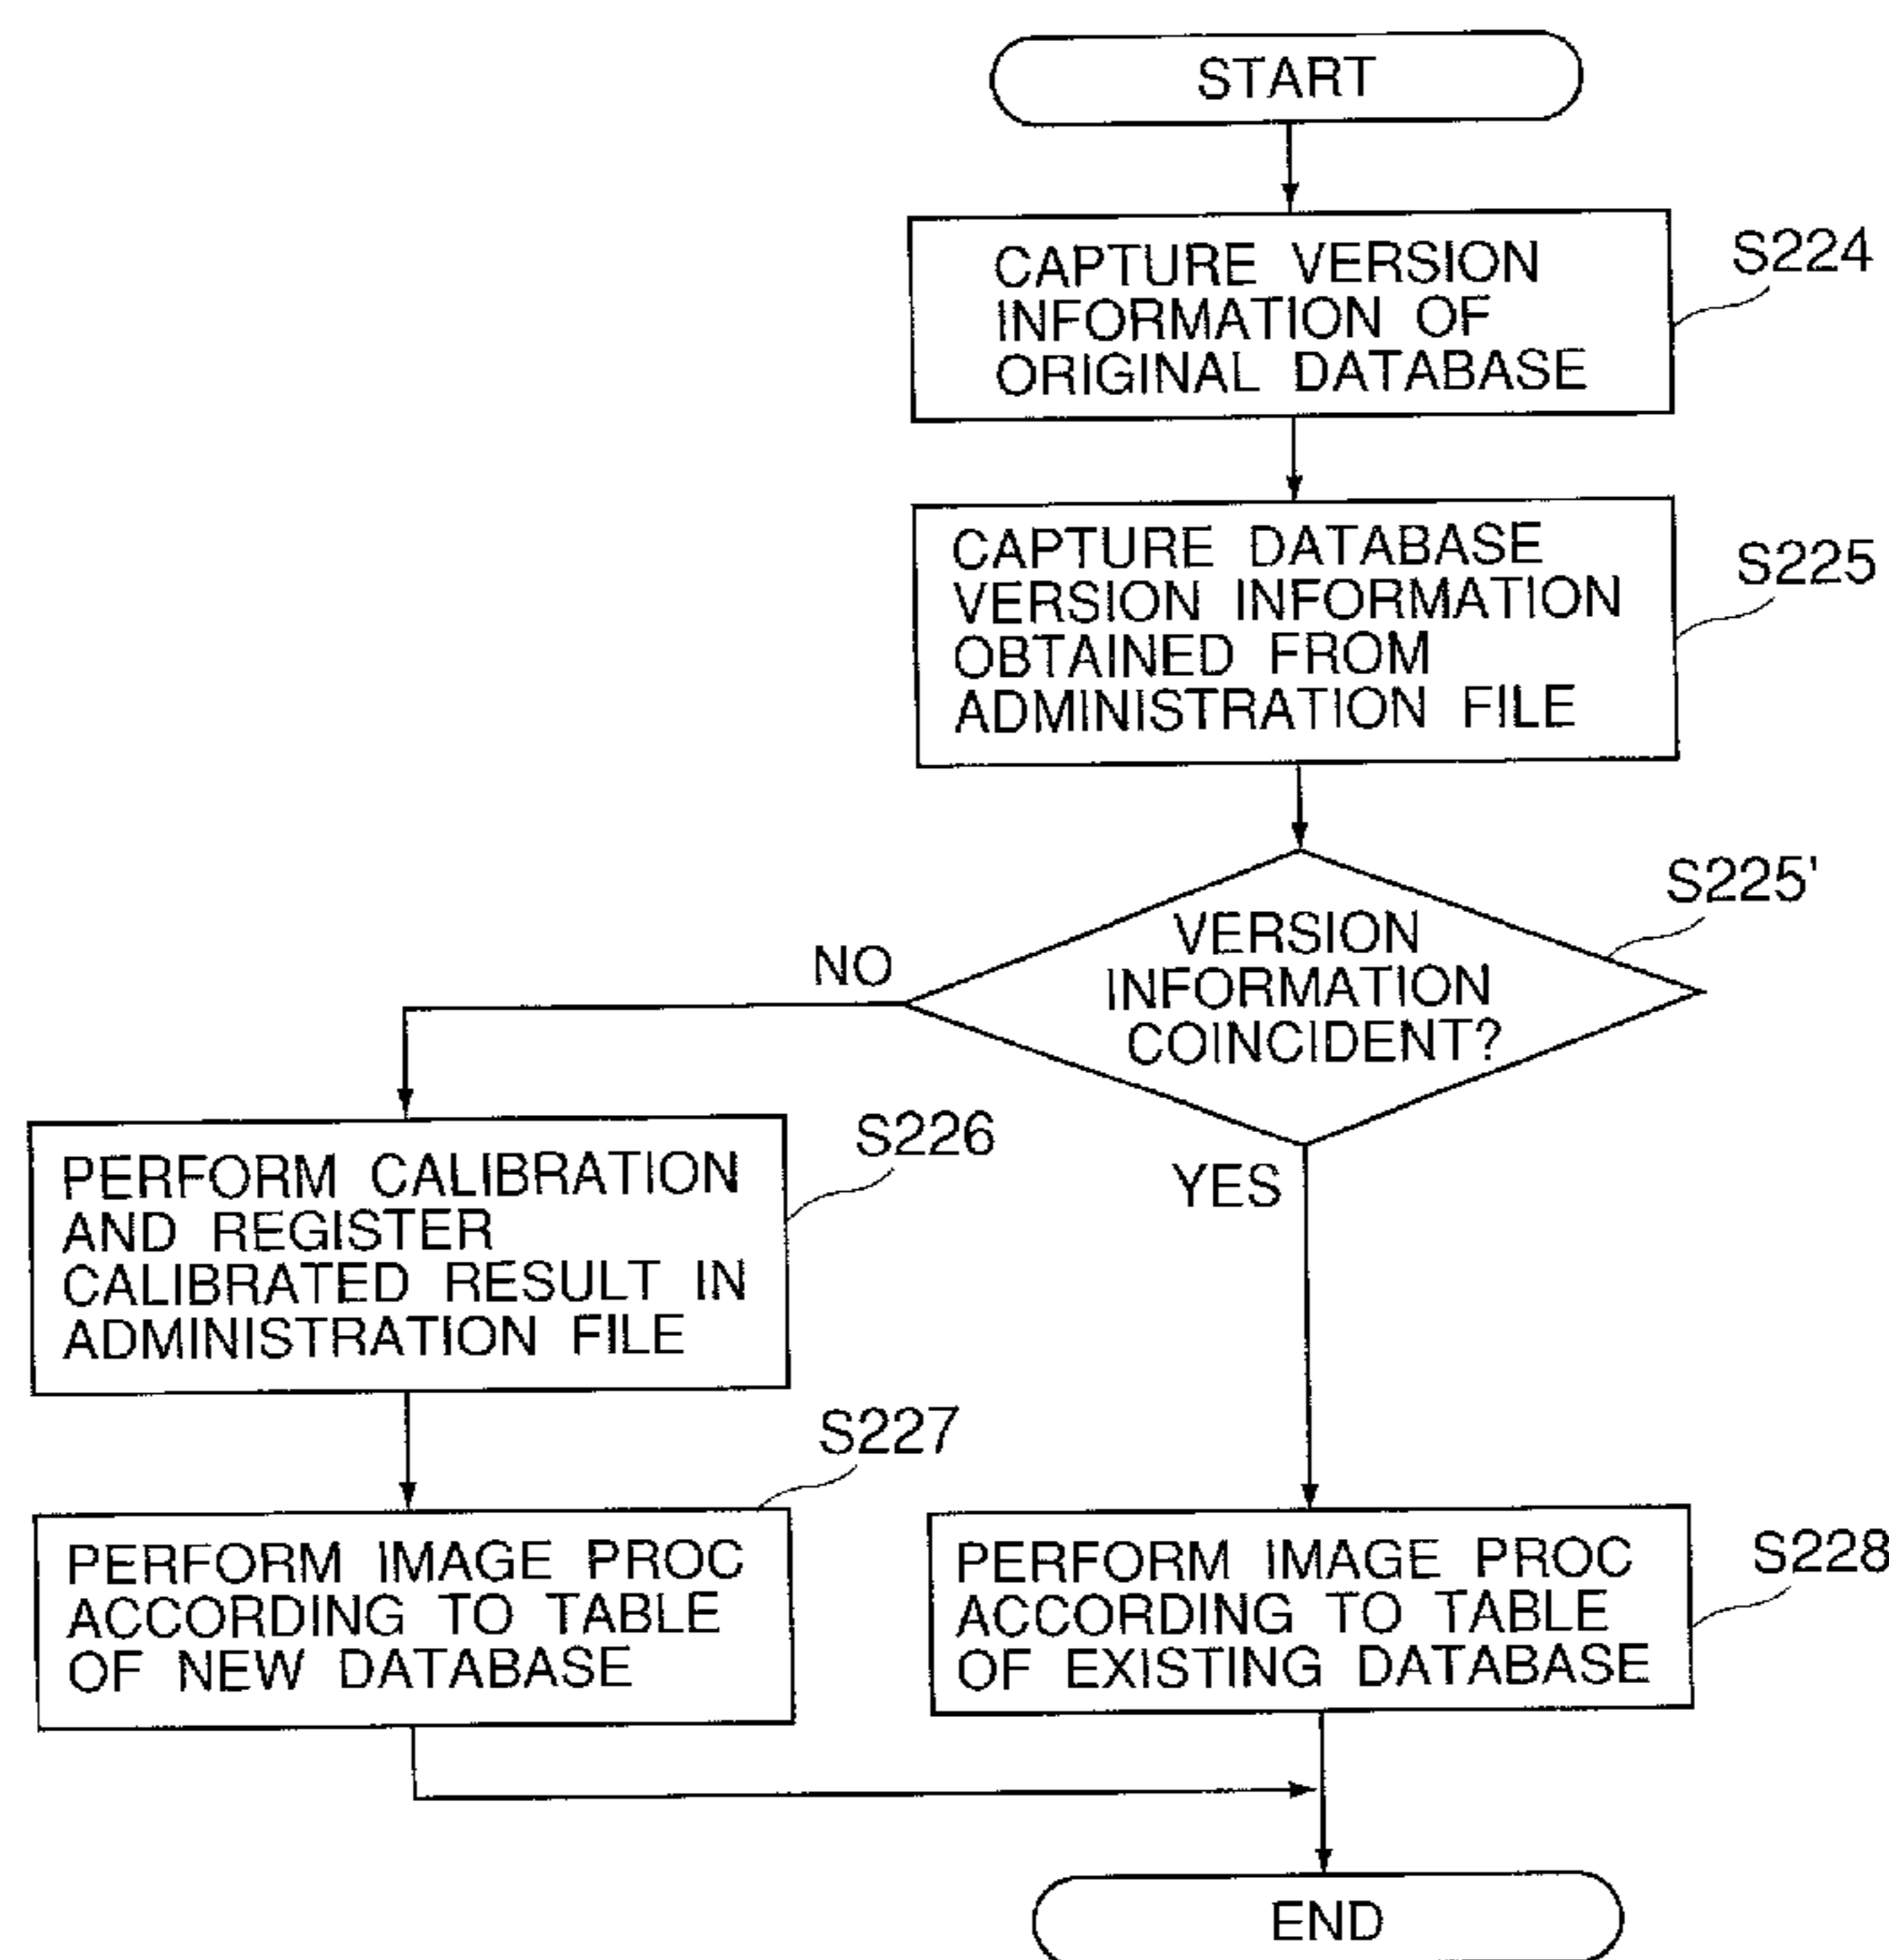 START
CAPTURE VERSION
INFORMATION OF
ORIGINAL DATABASE
S224
CAPTURE DATABASE
VERSION INFORMATION
OBTAINED FROM
ADMINISTRATION FILE
S225
VERSION
INFORMATION
COINCIDENT?
S225'
NO
YES
PERFORM CALIBRATION
AND REGISTER
CALIBRATED RESULT IN
ADMINISTRATION FILE
S226
PERFORM IMAGE PROC
ACCORDING TO TABLE
OF NEW DATABASE
S227
PERFORM IMAGE PROC
ACCORDING TO TABLE
OF EXISTING DATABASE
S228
END